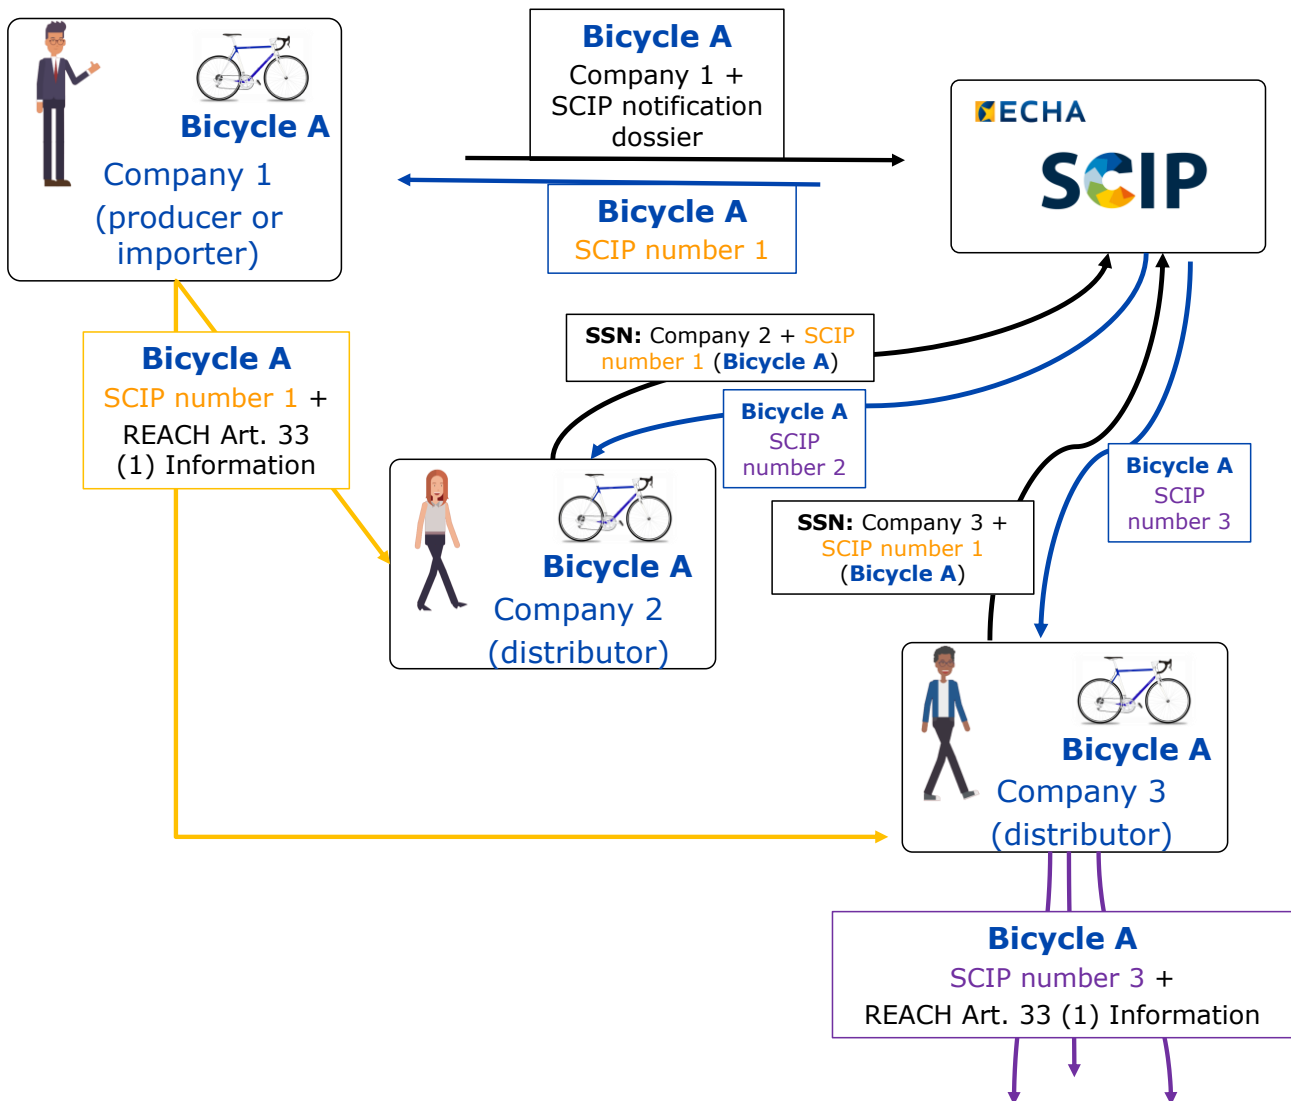 Bicycle A
Company 1
(producer or
importer)
Bicycle A
Company 1 +
SCIP notification
dossier
Bicycle A
SCIP number 1
ECHA
SCIP
Bicycle A
SCIP number 1 +
REACH Art. 33
(1) Information
SSN: Company 2 + SCIP
number 1 (Bicycle A)
Bicycle A
SCIP
number 2
Bicycle A
SCIP
number 3
Bicycle A
Company 2
(distributor)
SSN: Company 3 +
SCIP number 1
(Bicycle A)
Bicycle A
Company 3
(distributor)
Bicycle A
SCIP number 3 +
REACH Art. 33 (1) Information